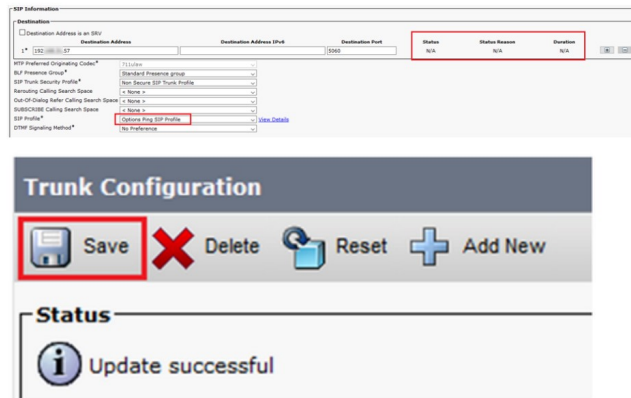 SIP Information
Destination
Destination Address is an SRV
Destination Address Destination Address IPv6 Destination Port Status Status Reason Duration
1* 192. .57 5060 N/A N/A N/A
MTP Preferred Originating Codec* 711ulaw
BLF Presence Group* Standard Presence group
SIP Trunk Security Profile* Non Secure SIP Trunk Profile
Rerouting Calling Search Space < None >
Out-Of-Dialog Refer Calling Search Space < None >
SUBSCRIBE Calling Search Space < None >
SIP Profile* Options Ping SIP Profile View Details
DTMF Signaling Method* No Preference
Trunk Configuration
Save Delete Reset Add New
Status
Update successful